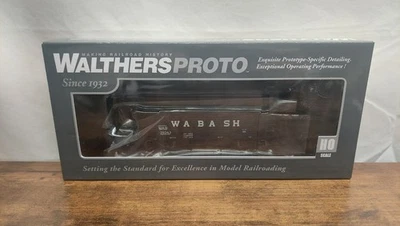 MAKING RAILROAD HISTORY
WALTHERSPROTO
Since 1932
Exquisite Prototype-Specific Detailing
Exceptional Operating Performance!
WABASH
HO
SCALE
Setting the Standard for Excellence in Model Railroading